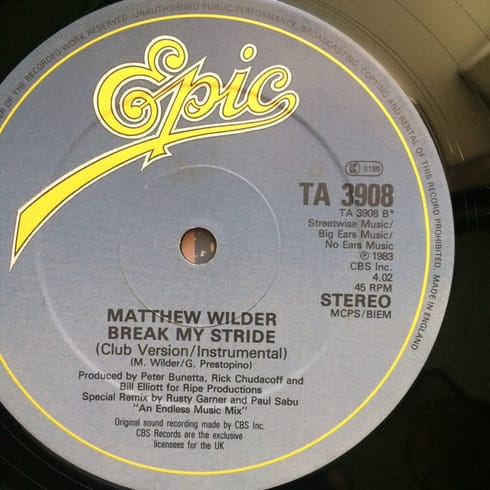 ER OF THE RECORDED WORK RESERVED. UNAUTHORISED PUBLIC PERFORMANCE, BROADCASTING, COPYING AND RENTAL OF THIS RECORD PROHIBITED. MADE IN ENGLAND
Epic
LC 0199
TA 3908
TA 3908 B*
Streetwise Music/
Big Ears Music/
No Ears Music
℗ 1983
CBS Inc.
4.02
45 RPM
STEREO
MCPS/BIEM
MATTHEW WILDER
BREAK MY STRIDE
(Club Version/Instrumental)
(M. Wilder/G. Prestopino)
Produced by Peter Bunetta, Rick Chudacoff and
Bill Elliott for Ripe Productions
Special Remix by Rusty Garner and Paul Sabu
"An Endless Music Mix"
Original sound recording made by CBS Inc.
CBS Records are the exclusive
licensees for the UK